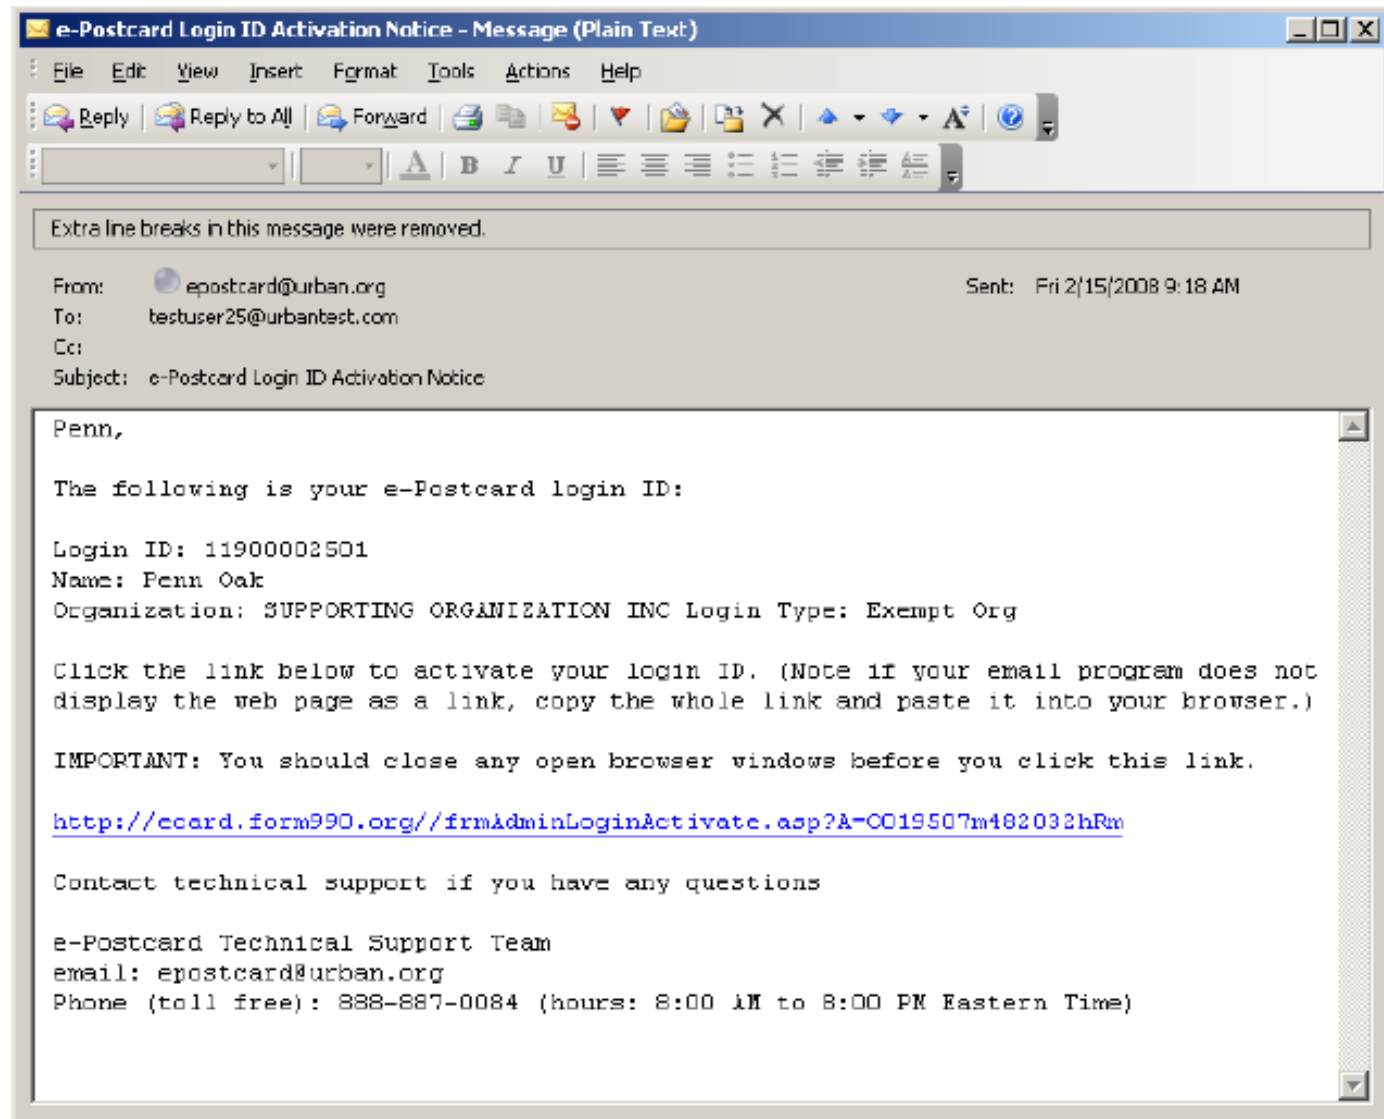 e-Postcard Login ID Activation Notice - Message (Plain Text)
File Edit View Insert Format Tools Actions Help
Reply Reply to All Forward
A B I U
Extra line breaks in this message were removed.
From: epostcard@urban.org Sent: Fri 2/15/2008 9:18 AM
To: testuser25@urbantest.com
Cc:
Subject: e-Postcard Login ID Activation Notice
Penn,
The following is your e-Postcard login ID:
Login ID: 11900002501
Name: Penn Oak
Organization: SUPPORTING ORGANIZATION INC Login Type: Exempt Org
Click the link below to activate your login ID. (Note if your email program does not
display the web page as a link, copy the whole link and paste it into your browser.)
IMPORTANT: You should close any open browser windows before you click this link.
http://ecard.form990.org//frmAdminLoginActivate.asp?A=CO19507m482032hRm
Contact technical support if you have any questions
e-Postcard Technical Support Team
email: epostcard@urban.org
Phone (toll free): 888-887-0084 (hours: 8:00 AM to 8:00 PM Eastern Time)